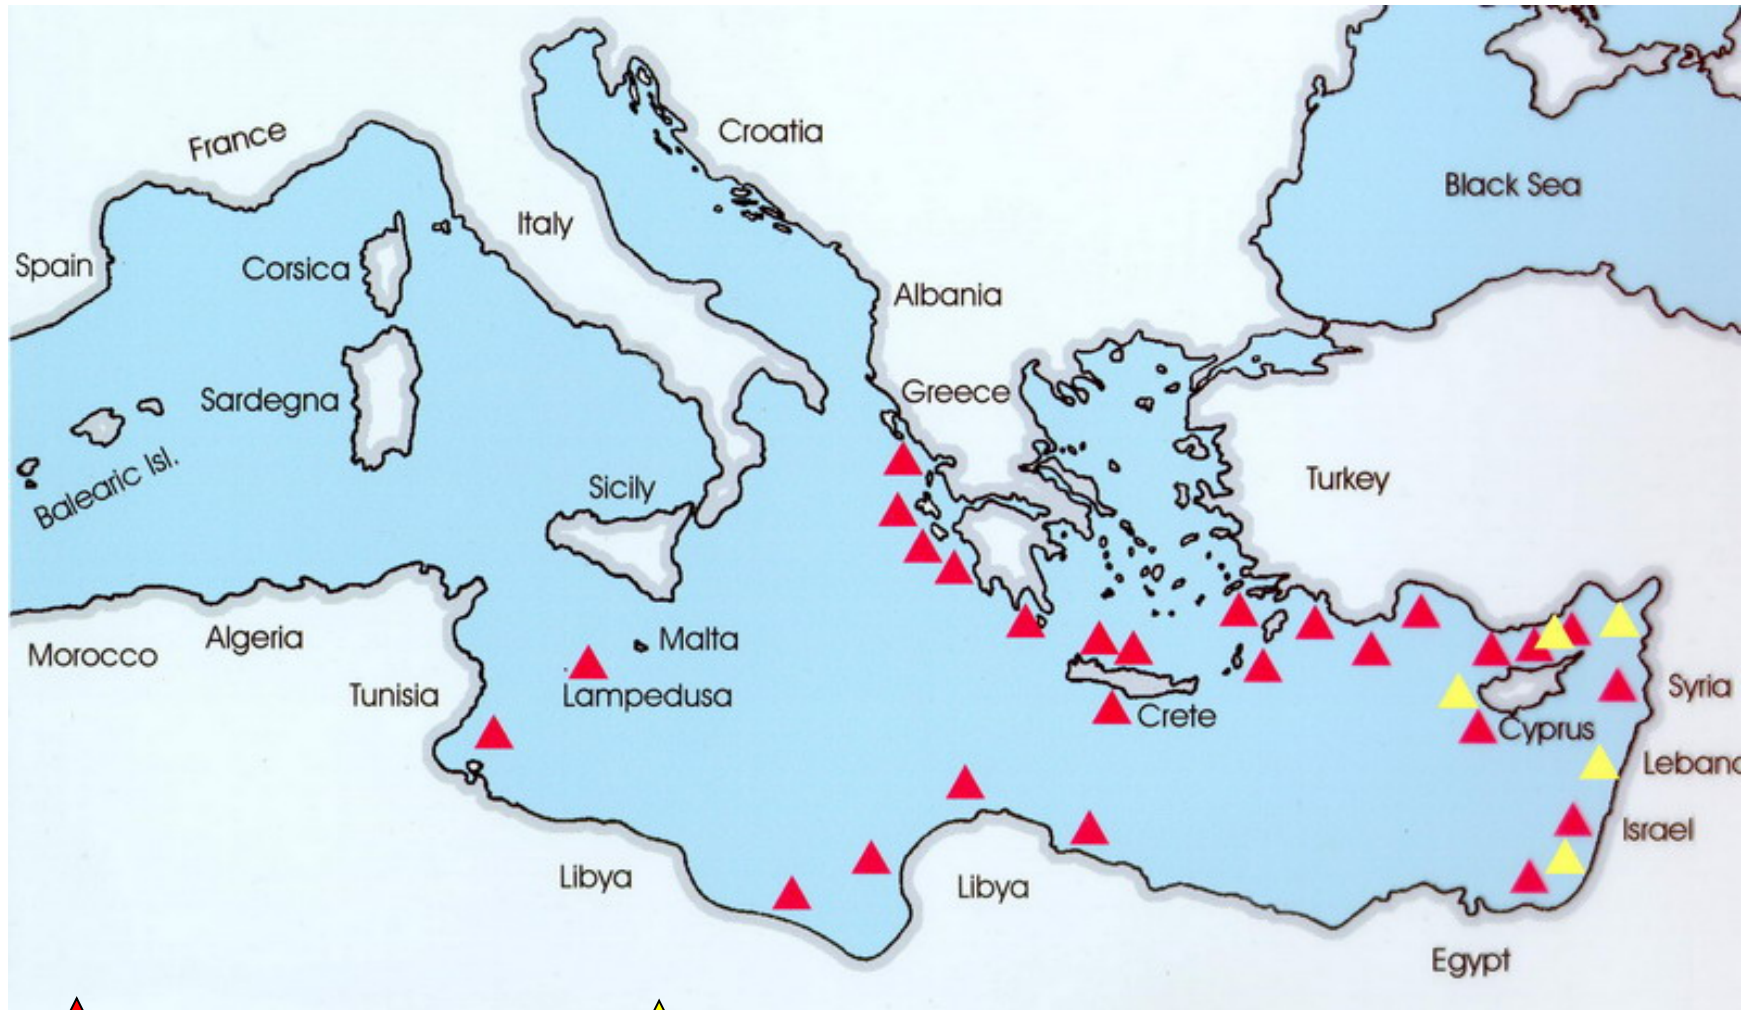 Croatia
France
Black Sea
Italy
Spain
Corsica
Albania
Greece
Sardegna
Turkey
Balearic Isl.
Sicily
Malta
Algeria
Morocco
Tunisia
Lampedusa
Syria
Crete
Cyprus
Lebano
Israel
Libya
Libya
Egypt